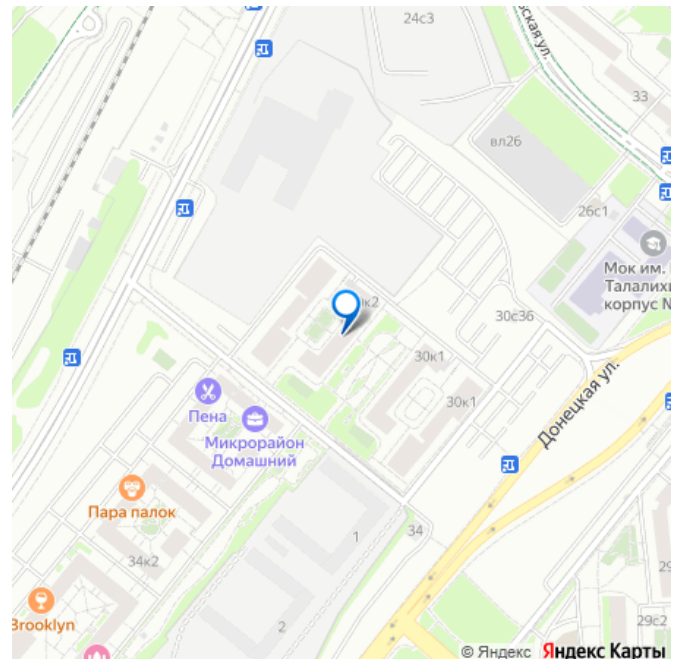 24с3
ская ул.
33
вл26
26с1
Мок им.
Талалих
корпус N
30с36
к2
30к1
30к1
Донецкая ул.
Пена
Микрорайон
Домашний
Пара палок
34к2
1
34
2
Brooklyn
29
29с2
© Яндекс Яндекс Карты